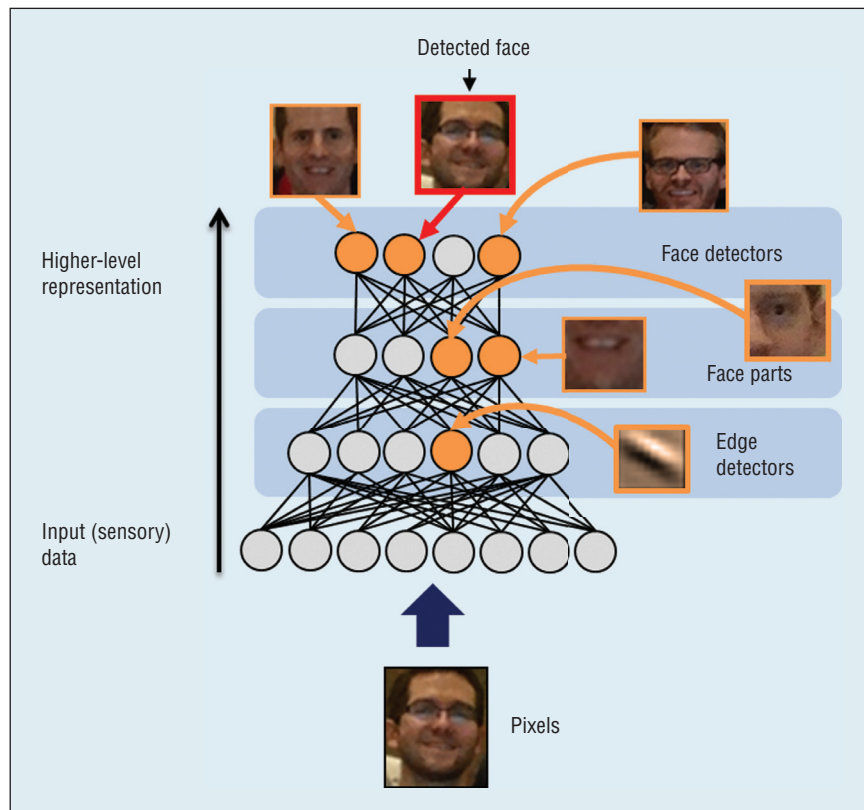 Detected face
Higher-level
representation
Face detectors
Face parts
Edge
detectors
Input (sensory)
data
Pixels